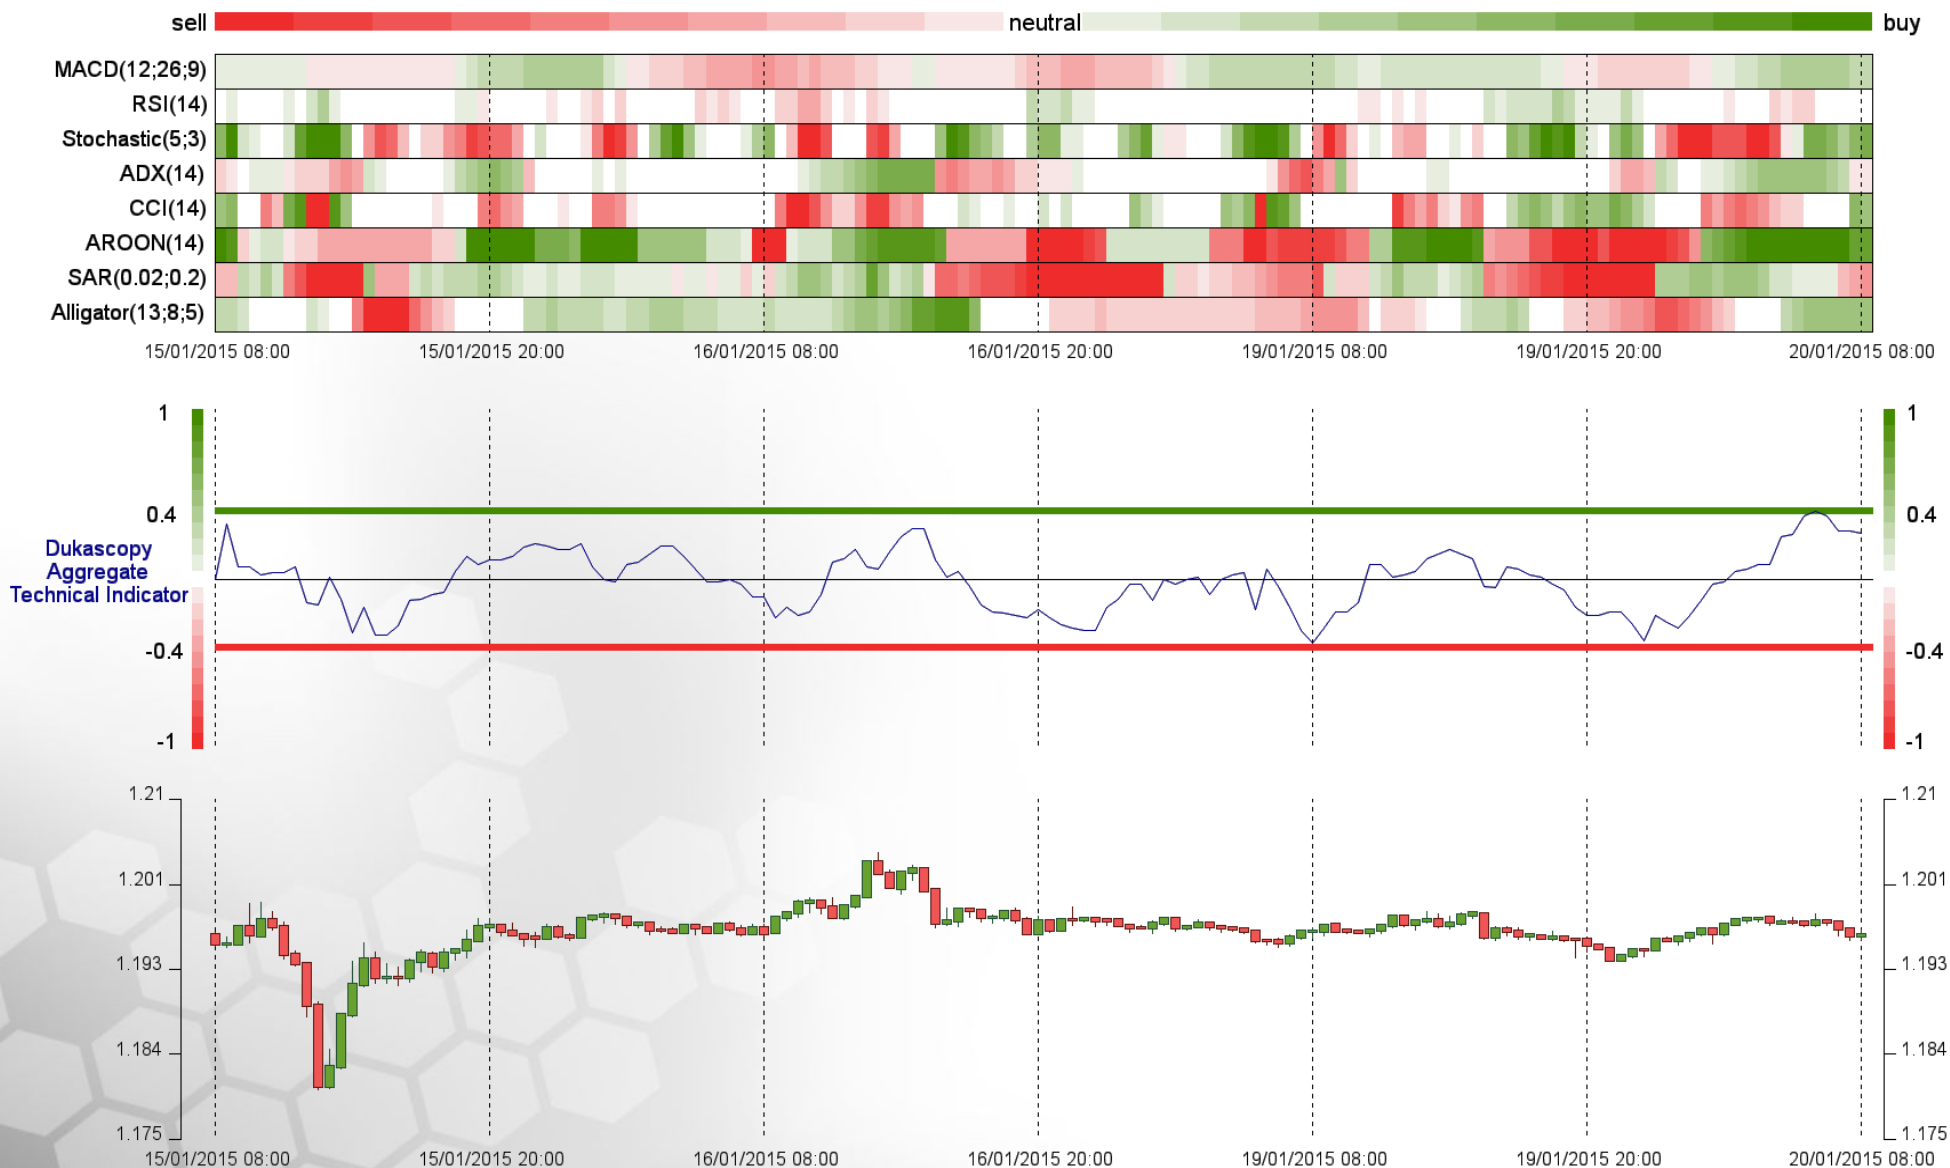 sell neutral buy
MACD(12;26;9)
RSI(14)
Stochastic(5;3)
ADX(14)
CCI(14)
AROON(14)
SAR(0.02;0.2)
Alligator(13;8;5)
15/01/2015 08:00 15/01/2015 20:00 16/01/2015 08:00 16/01/2015 20:00 19/01/2015 08:00 19/01/2015 20:00 20/01/2015 08:00
1 1
0.4 0.4
Dukascopy
Aggregate
Technical Indicator
-0.4 -0.4
-1 -1
1.21 1.21
1.201 1.201
1.193 1.193
1.184 1.184
1.175 1.175
15/01/2015 08:00 15/01/2015 20:00 16/01/2015 08:00 16/01/2015 20:00 19/01/2015 08:00 19/01/2015 20:00 20/01/2015 08:00